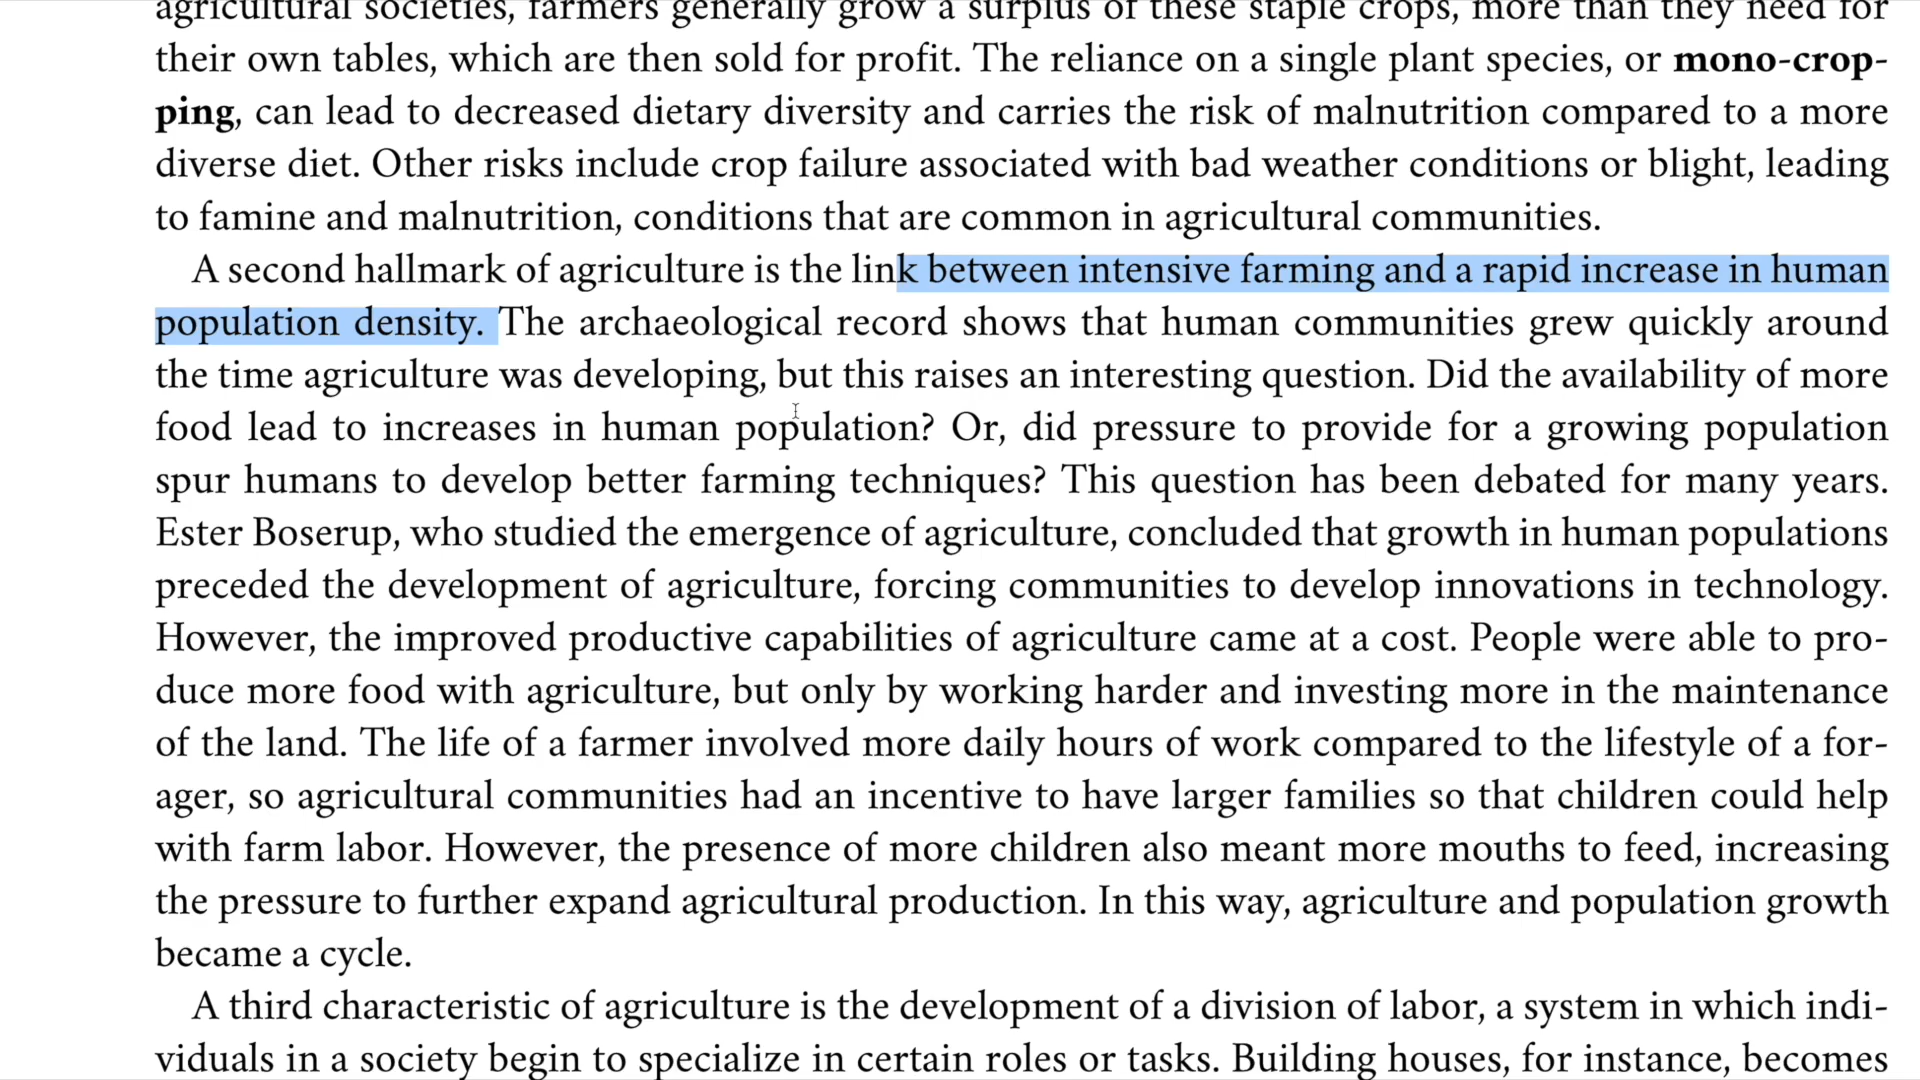 agricultural societies, farmers generally grow a surplus of these staple crops, more than they need for
their own tables, which are then sold for profit. The reliance on a single plant species, or mono-crop-
ping, can lead to decreased dietary diversity and carries the risk of malnutrition compared to a more
diverse diet. Other risks include crop failure associated with bad weather conditions or blight, leading
to famine and malnutrition, conditions that are common in agricultural communities.
A second hallmark of agriculture is the link between intensive farming and a rapid increase in human
population density. The archaeological record shows that human communities grew quickly around
the time agriculture was developing, but this raises an interesting question. Did the availability of more
food lead to increases in human population? Or, did pressure to provide for a growing population
spur humans to develop better farming techniques? This question has been debated for many years.
Ester Boserup, who studied the emergence of agriculture, concluded that growth in human populations
preceded the development of agriculture, forcing communities to develop innovations in technology.
However, the improved productive capabilities of agriculture came at a cost. People were able to pro-
duce more food with agriculture, but only by working harder and investing more in the maintenance
of the land. The life of a farmer involved more daily hours of work compared to the lifestyle of a for-
ager, so agricultural communities had an incentive to have larger families so that children could help
with farm labor. However, the presence of more children also meant more mouths to feed, increasing
the pressure to further expand agricultural production. In this way, agriculture and population growth
became a cycle.
A third characteristic of agriculture is the development of a division of labor, a system in which indi-
viduals in a society begin to specialize in certain roles or tasks. Building houses, for instance, becomes